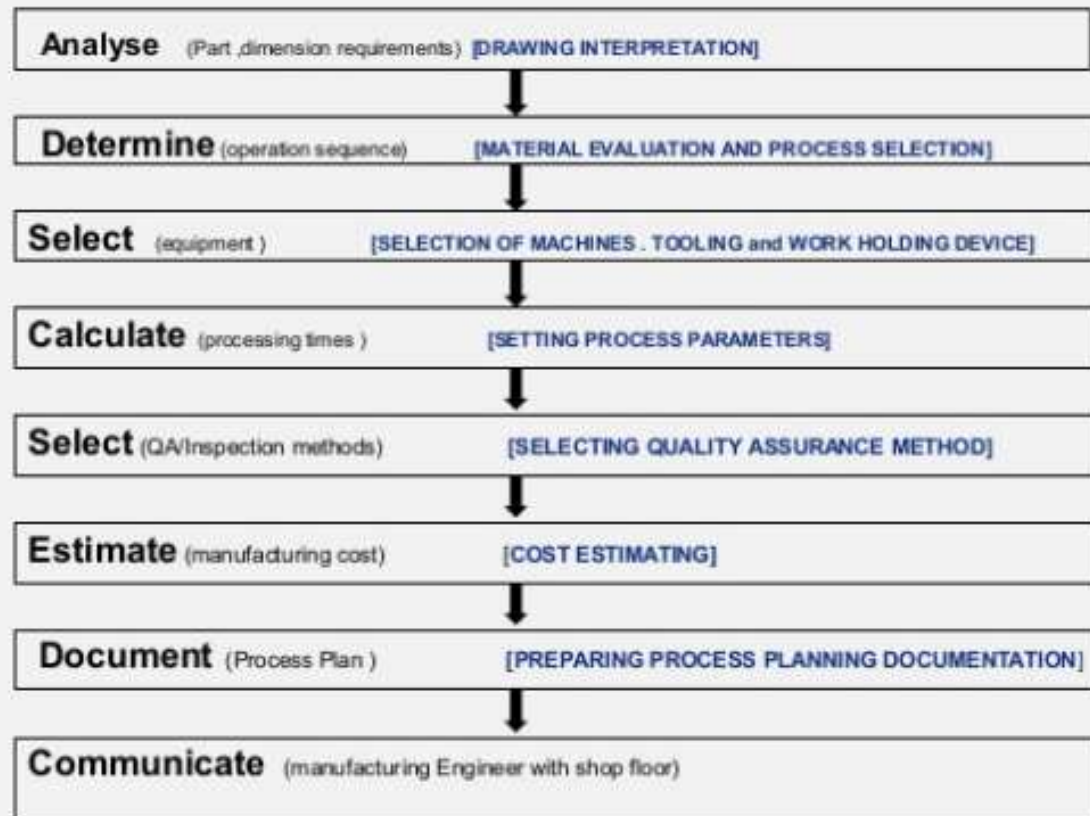 Analyse (Part ,dimension requirements) [DRAWING INTERPRETATION]
Determine (operation sequence) [MATERIAL EVALUATION AND PROCESS SELECTION]
Select (equipment ) [SELECTION OF MACHINES . TOOLING and WORK HOLDING DEVICE]
Calculate (processing times ) [SETTING PROCESS PARAMETERS]
Select (QA/Inspection methods) [SELECTING QUALITY ASSURANCE METHOD]
Estimate (manufacturing cost) [COST ESTIMATING]
Document (Process Plan ) [PREPARING PROCESS PLANNING DOCUMENTATION]
Communicate (manufacturing Engineer with shop floor)